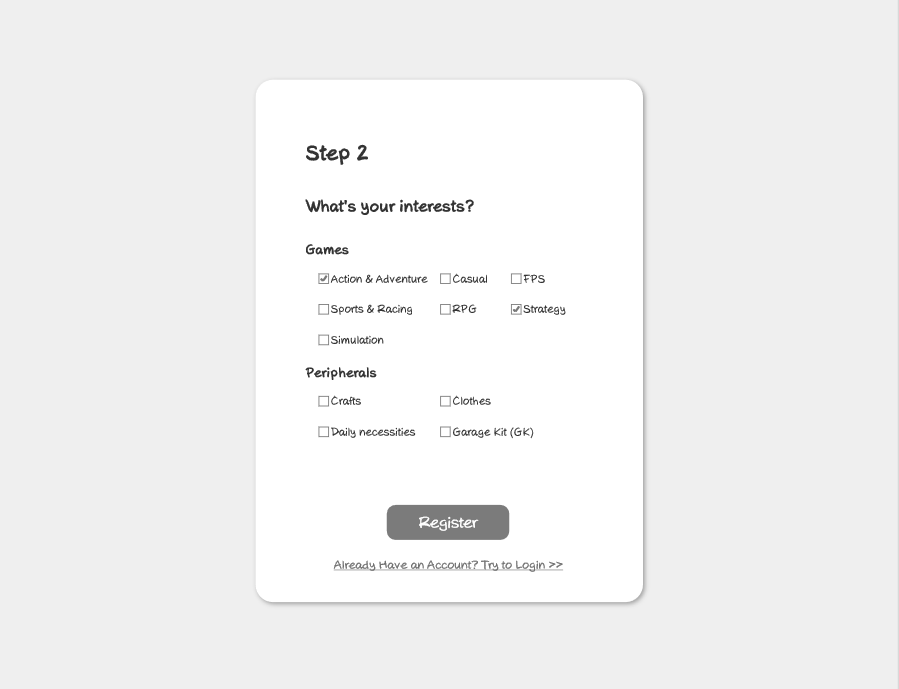 Step 2
What's your interests?
Games
Action & Adventure Casual FPS
Sports & Racing RPG Strategy
Simulation
Peripherals
Crafts Clothes
Daily necessities Garage Kit (GK)
Register
Already Have an Account? Try to Login >>